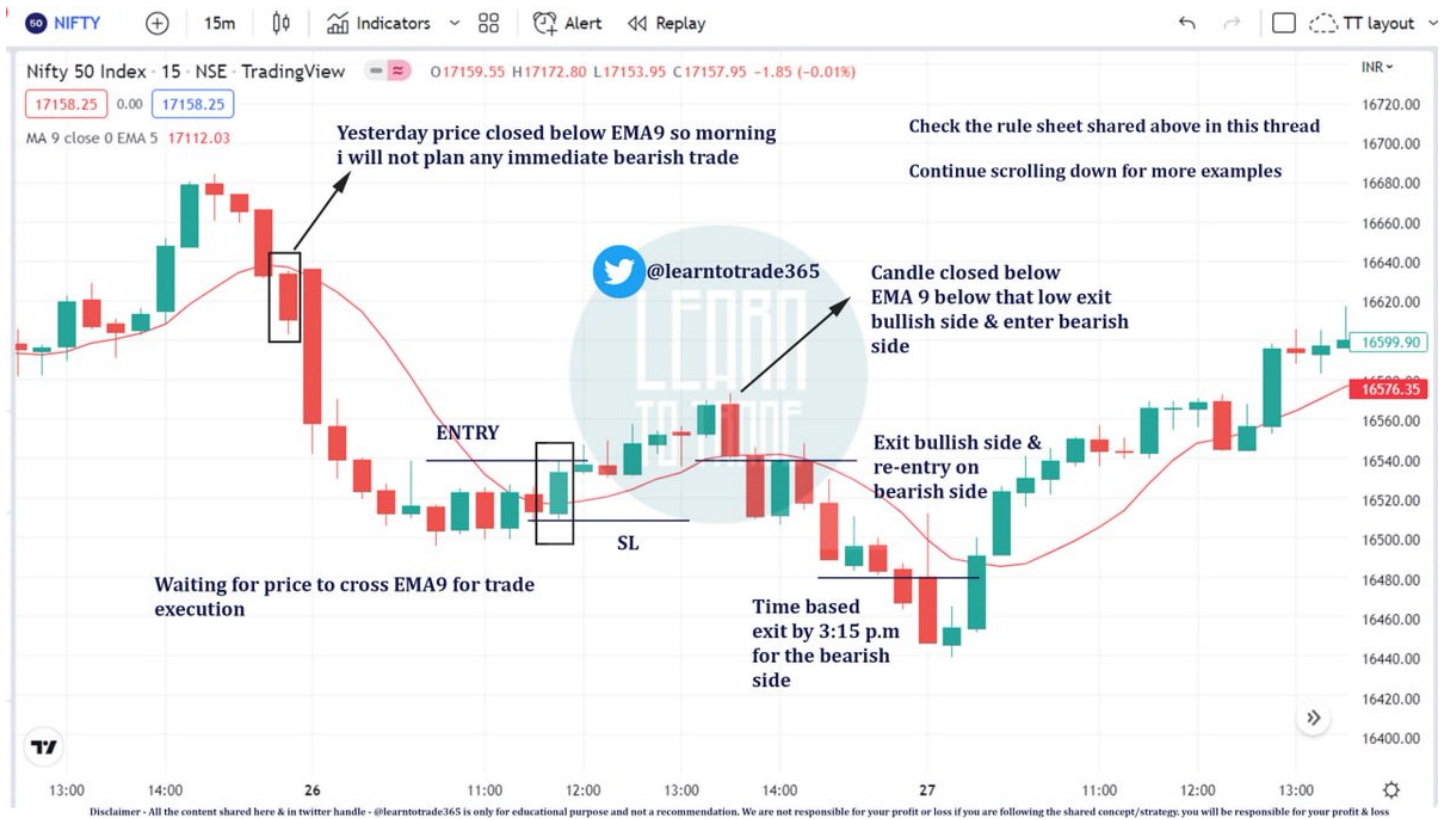 50 NIFTY
15m
Indicators
Alert
Replay
TT layout
Nifty 50 Index · 15 · NSE · TradingView
O17159.55 H17172.80 L17153.95 C17157.95 −1.85 (−0.01%)
INR
17158.25 0.00 17158.25
MA 9 close 0 EMA 5 17112.03
Yesterday price closed below EMA9 so morning
i will not plan any immediate bearish trade
Check the rule sheet shared above in this thread
Continue scrolling down for more examples
@learntotrade365
LEARN
TO TRADE
Candle closed below
EMA 9 below that low exit
bullish side & enter bearish
side
ENTRY
SL
Exit bullish side &
re-entry on
bearish side
Waiting for price to cross EMA9 for trade
execution
Time based
exit by 3:15 p.m
for the bearish
side
16720.00
16700.00
16680.00
16660.00
16640.00
16620.00
16599.90
16576.35
16560.00
16540.00
16520.00
16500.00
16480.00
16460.00
16440.00
16420.00
16400.00
13:00 14:00 26 11:00 12:00 13:00 14:00 27 11:00 12:00 13:00
Disclaimer - All the content shared here & in twitter handle - @learntotrade365 is only for educational purpose and not a recommendation. We are not responsible for your profit or loss if you are following the shared concept/strategy. you will be responsible for your profit & loss